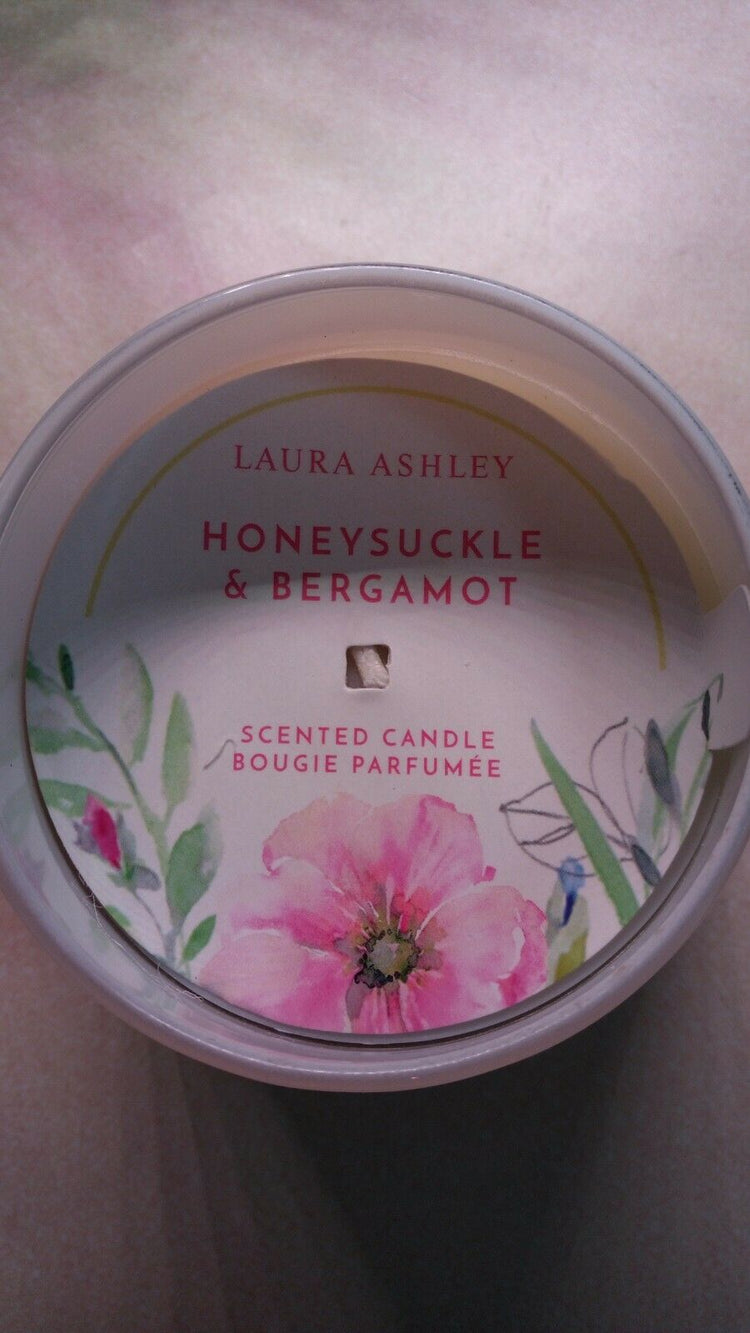 LAURA ASHLEY
HONEYSUCKLE
& BERGAMOT
SCENTED CANDLE
BOUGIE PARFUMÉE